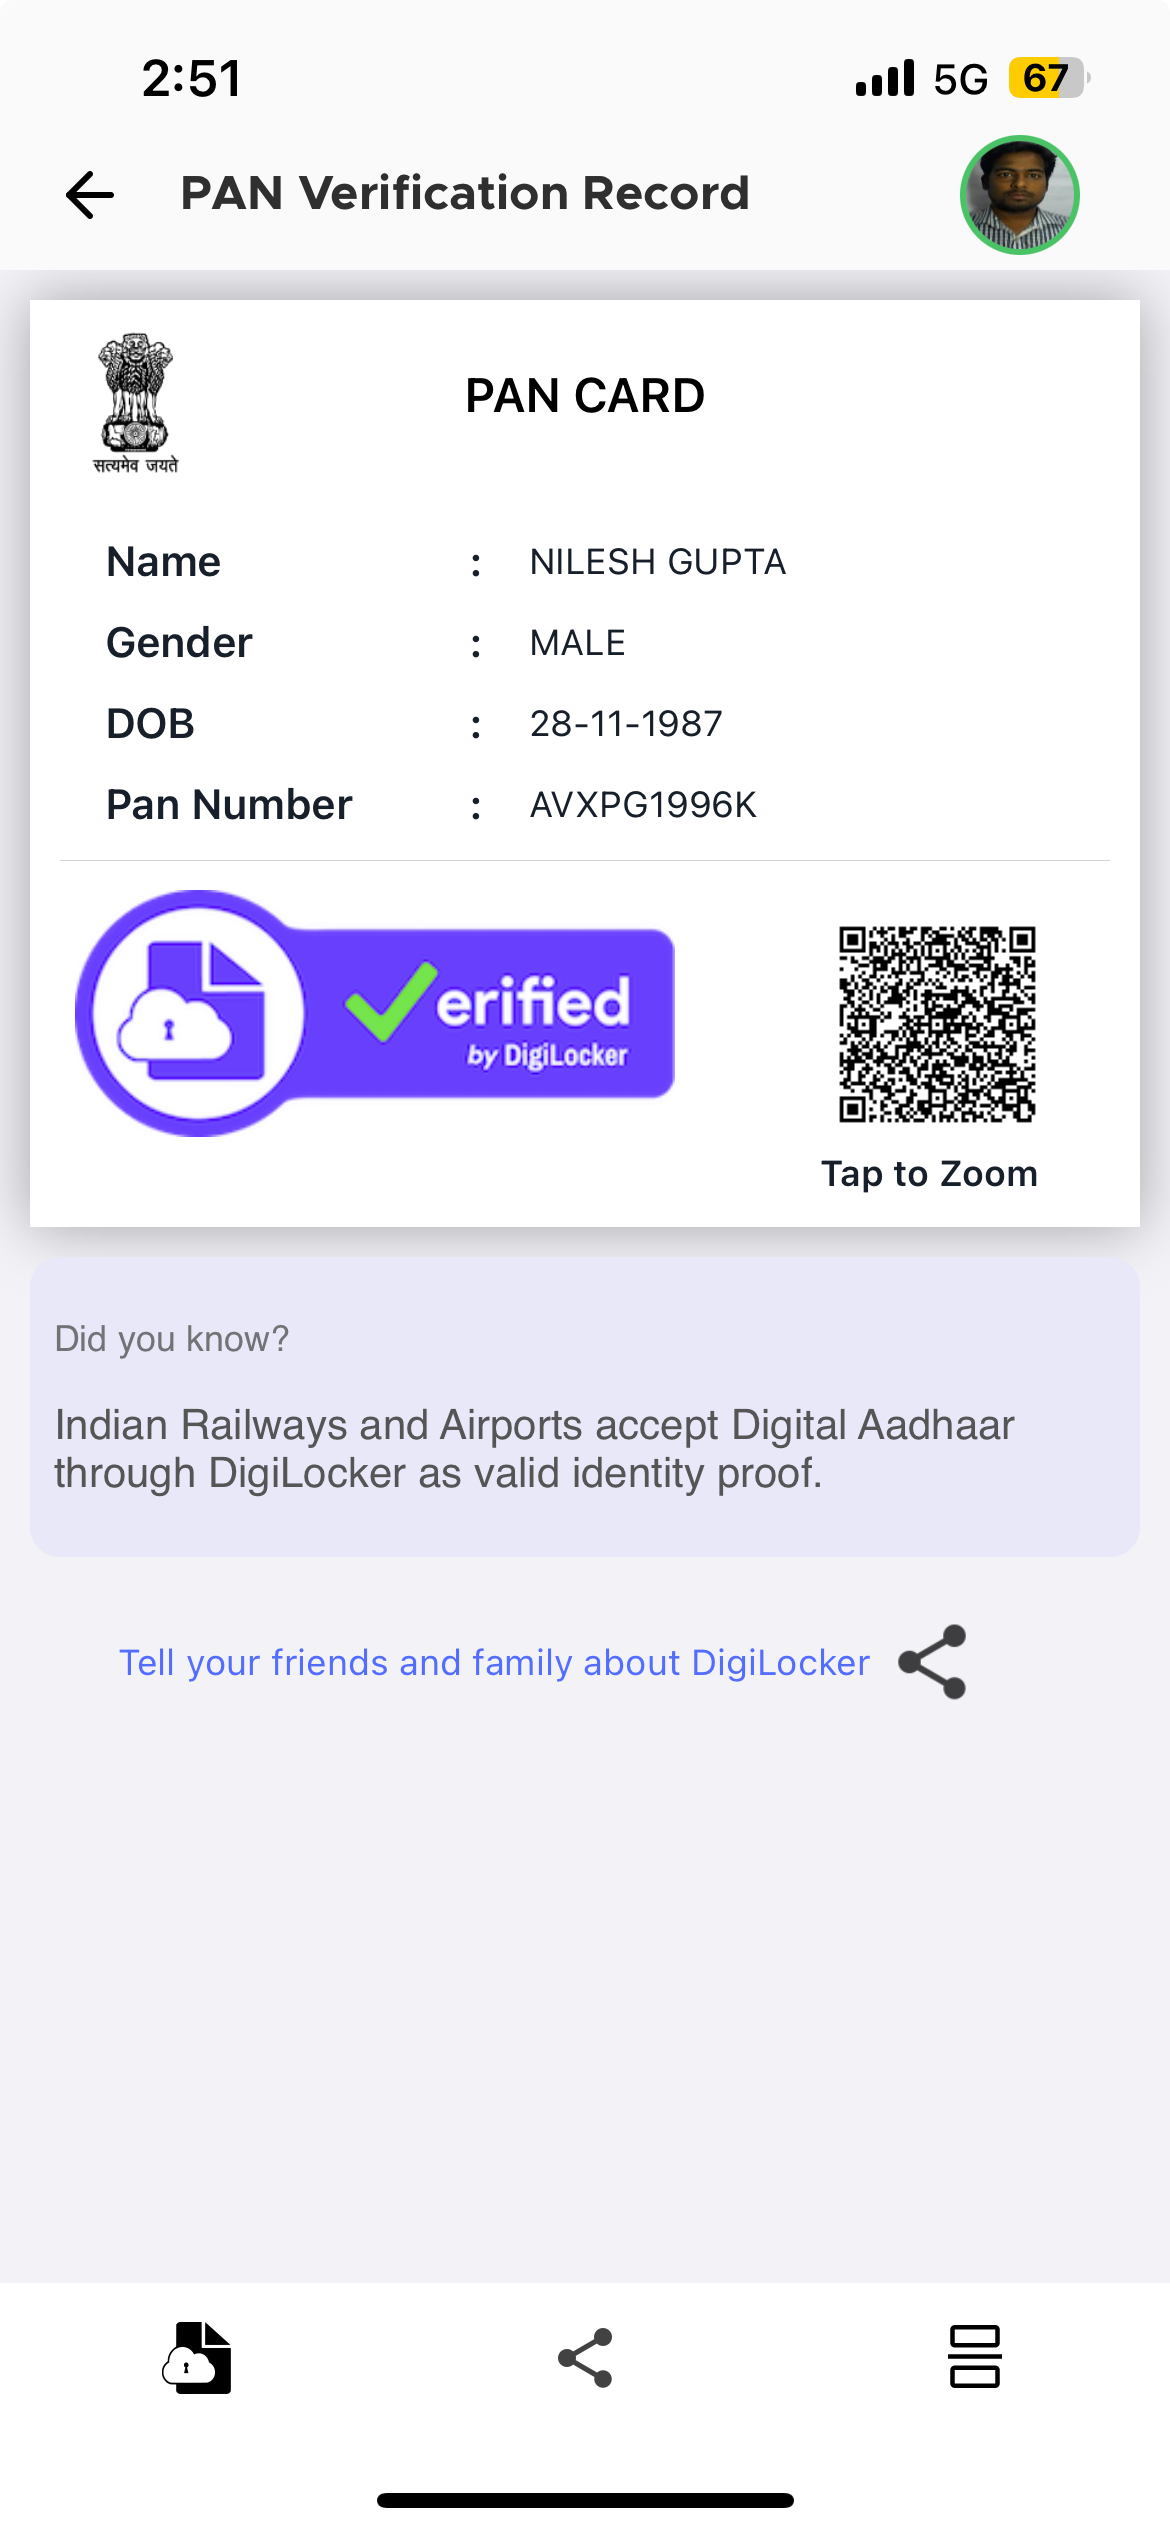 2:51 5G 67
PAN Verification Record
सत्यमेव जयते
PAN CARD
Name : NILESH GUPTA
Gender : MALE
DOB : 28-11-1987
Pan Number : AVXPG1996K
erified
by DigiLocker
Tap to Zoom
Did you know?
Indian Railways and Airports accept Digital Aadhaar
through DigiLocker as valid identity proof.
Tell your friends and family about DigiLocker